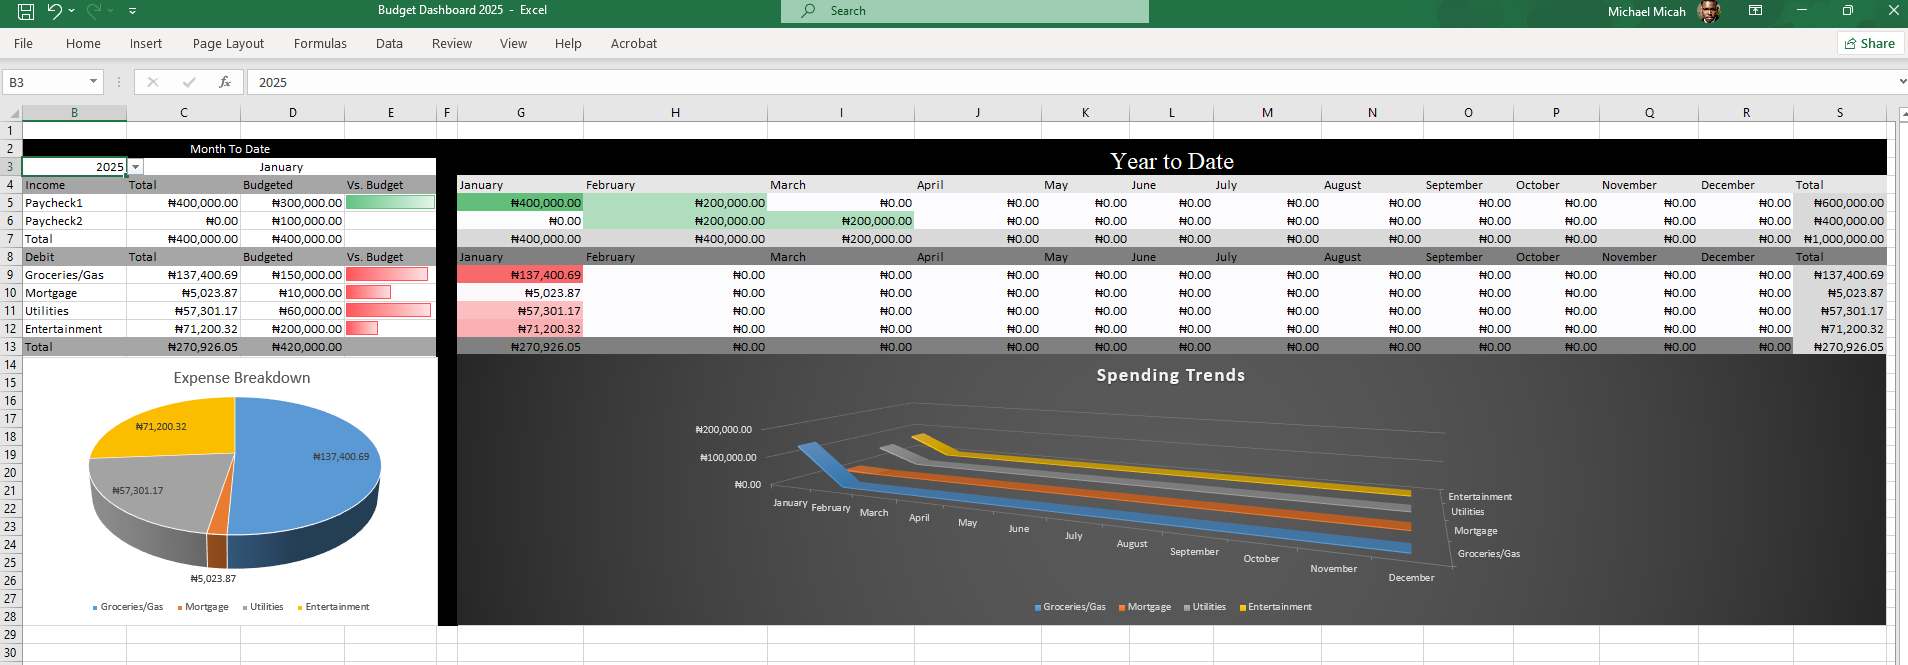 Budget Dashboard 2025 - Excel
Search
Michael Micah
File Home Insert Page Layout Formulas Data Review View Help Acrobat
Share
B3 fx 2025
B C D E F G H I J K L M N O P Q R S
1
2 Month To Date
Year to Date
3 2025 January
4 Income Total Budgeted Vs. Budget January February March April May June July August September October November December Total
5 Paycheck1 ₦400,000.00 ₦300,000.00 ₦400,000.00 ₦200,000.00 ₦0.00 ₦0.00 ₦0.00 ₦0.00 ₦0.00 ₦0.00 ₦0.00 ₦0.00 ₦0.00 ₦0.00 ₦600,000.00
6 Paycheck2 ₦0.00 ₦100,000.00 ₦0.00 ₦200,000.00 ₦200,000.00 ₦0.00 ₦0.00 ₦0.00 ₦0.00 ₦0.00 ₦0.00 ₦0.00 ₦0.00 ₦0.00 ₦400,000.00
7 Total ₦400,000.00 ₦400,000.00 ₦400,000.00 ₦400,000.00 ₦200,000.00 ₦0.00 ₦0.00 ₦0.00 ₦0.00 ₦0.00 ₦0.00 ₦0.00 ₦0.00 ₦0.00 ₦1,000,000.00
8 Debit Total Budgeted Vs. Budget January February March April May June July August September October November December Total
9 Groceries/Gas ₦137,400.69 ₦150,000.00 ₦137,400.69 ₦0.00 ₦0.00 ₦0.00 ₦0.00 ₦0.00 ₦0.00 ₦0.00 ₦0.00 ₦0.00 ₦0.00 ₦0.00 ₦137,400.69
10 Mortgage ₦5,023.87 ₦10,000.00 ₦5,023.87 ₦0.00 ₦0.00 ₦0.00 ₦0.00 ₦0.00 ₦0.00 ₦0.00 ₦0.00 ₦0.00 ₦0.00 ₦0.00 ₦5,023.87
11 Utilities ₦57,301.17 ₦60,000.00 ₦57,301.17 ₦0.00 ₦0.00 ₦0.00 ₦0.00 ₦0.00 ₦0.00 ₦0.00 ₦0.00 ₦0.00 ₦0.00 ₦0.00 ₦57,301.17
12 Entertainment ₦71,200.32 ₦200,000.00 ₦71,200.32 ₦0.00 ₦0.00 ₦0.00 ₦0.00 ₦0.00 ₦0.00 ₦0.00 ₦0.00 ₦0.00 ₦0.00 ₦0.00 ₦71,200.32
13 Total ₦270,926.05 ₦420,000.00 ₦270,926.05 ₦0.00 ₦0.00 ₦0.00 ₦0.00 ₦0.00 ₦0.00 ₦0.00 ₦0.00 ₦0.00 ₦0.00 ₦0.00 ₦270,926.05
14
15
16
17
18
19
20
21
22
23
24
25
26
27
28
29
30
Expense Breakdown
₦71,200.32
₦137,400.69
₦57,301.17
₦5,023.87
Groceries/Gas Mortgage Utilities Entertainment
Spending Trends
₦200,000.00
₦100,000.00
₦0.00
January February March April May June July August September October November December
Entertainment
Utilities
Mortgage
Groceries/Gas
Groceries/Gas Mortgage Utilities Entertainment